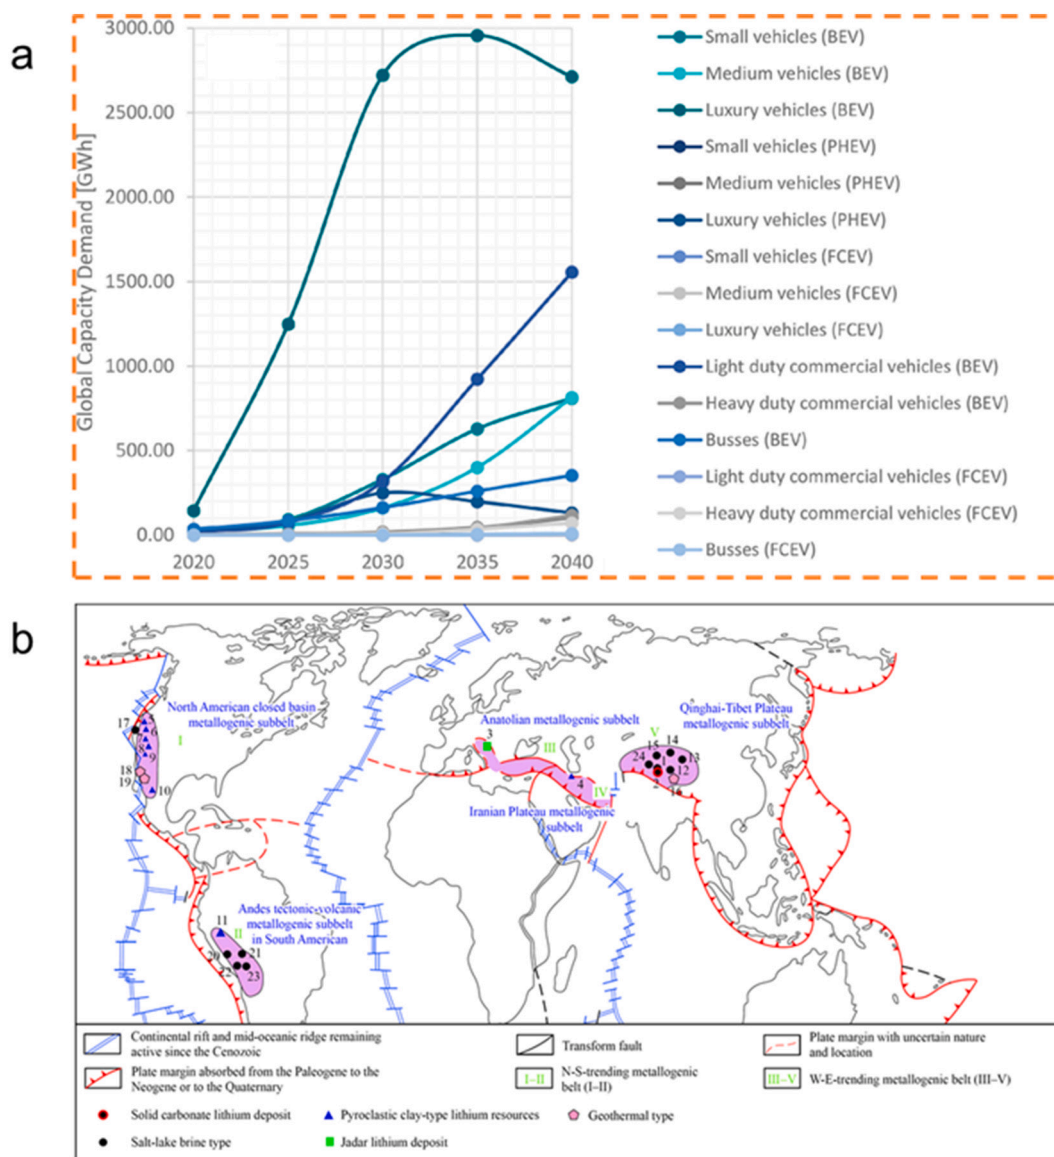 a
3000.00
2500.00
2000.00
1500.00
1000.00
500.00
0.00
Global Capacity Demand [GWh]
2020 2025 2030 2035 2040
Small vehicles (BEV)
Medium vehicles (BEV)
Luxury vehicles (BEV)
Small vehicles (PHEV)
Medium vehicles (PHEV)
Luxury vehicles (PHEV)
Small vehicles (FCEV)
Medium vehicles (FCEV)
Luxury vehicles (FCEV)
Light duty commercial vehicles (BEV)
Heavy duty commercial vehicles (BEV)
Busses (BEV)
Light duty commercial vehicles (FCEV)
Heavy duty commercial vehicles (FCEV)
Busses (FCEV)
b
North American closed basin
metallogenic subbelt
I
17
6
8
9
18
19
10
Anatolian metallogenic subbelt
3
III
4
IV
Iranian Plateau metallogenic
subbelt
Qinghai-Tibet Plateau
metallogenic subbelt
V
14
15
13
24
1
12
2
16
Andes tectonic-volcanic
metallogenic subbelt
in South American
11
II
20
21
22
23
Continental rift and mid-oceanic ridge remaining
active since the Cenozoic
Transform fault
Plate margin with uncertain nature
and location
Plate margin absorbed from the Paleogene to the
Neogene or to the Quaternary
I-II
N-S-trending metallogenic
belt (I-II)
III-V
W-E-trending metallogenic belt (III-V)
Solid carbonate lithium deposit
Pyroclastic clay-type lithium resources
Geothermal type
Salt-lake brine type
Jadar lithium deposit